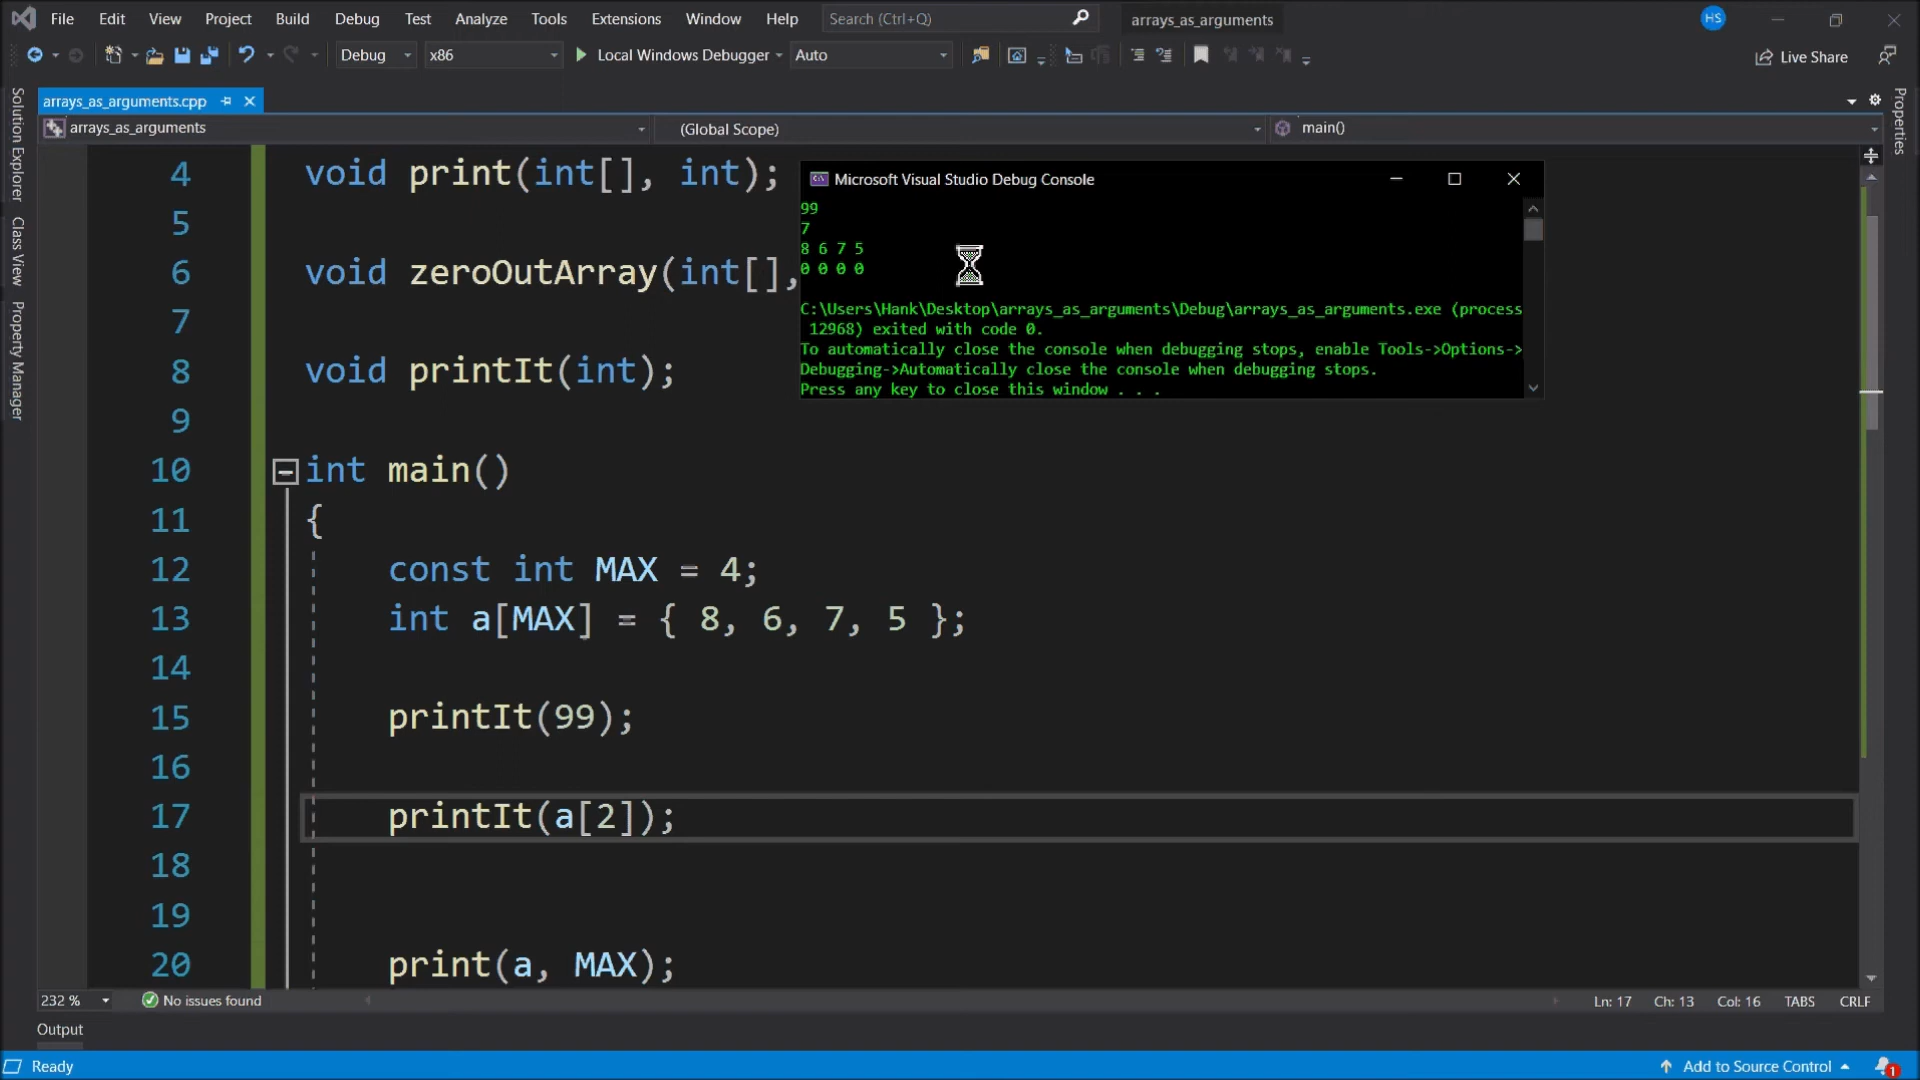 File Edit View Project Build Debug Test Analyze Tools Extensions Window Help Search (Ctrl+Q) arrays_as_arguments HS
Debug x86 Local Windows Debugger Auto Live Share
Solution Explorer
Class View
Property Manager
Properties
arrays_as_arguments.cpp
arrays_as_arguments (Global Scope) main()
4 void print(int[], int);
5
6 void zeroOutArray(int[],
7
8 void printIt(int);
9
10 int main()
11 {
12 const int MAX = 4;
13 int a[MAX] = { 8, 6, 7, 5 };
14
15 printIt(99);
16
17 printIt(a[2]);
18
19
20 print(a, MAX);
Microsoft Visual Studio Debug Console
99
7
8 6 7 5
0 0 0 0
C:\Users\Hank\Desktop\arrays_as_arguments\Debug\arrays_as_arguments.exe (process
12968) exited with code 0.
To automatically close the console when debugging stops, enable Tools->Options->
Debugging->Automatically close the console when debugging stops.
Press any key to close this window . . .
232 % No issues found Ln: 17 Ch: 13 Col: 16 TABS CRLF
Output
Ready Add to Source Control 1